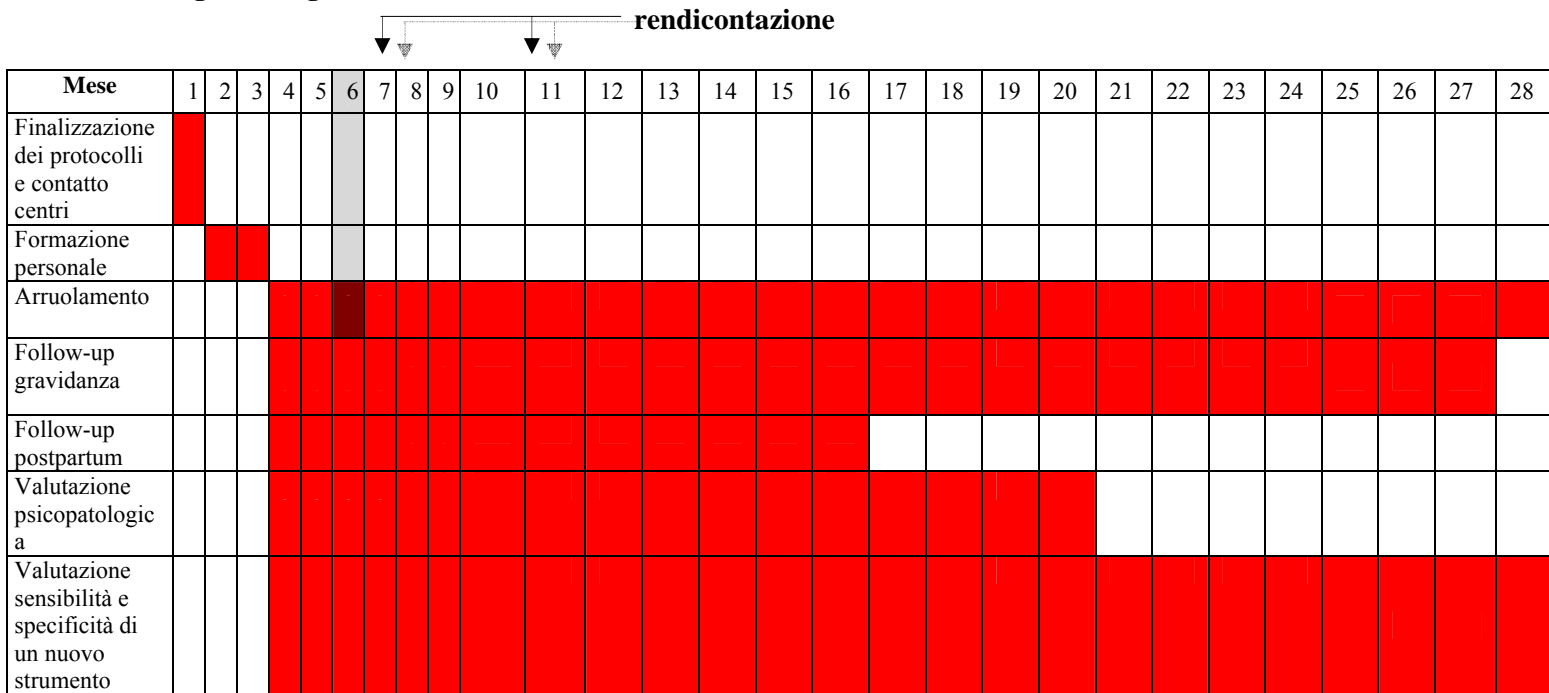 rendicontazione
Mese 1 2 3 4 5 6 7 8 9 10 11 12 13 14 15 16 17 18 19 20 21 22 23 24 25 26 27 28
Finalizzazione
dei protocolli
e contatto
centri
Formazione
personale
Arruolamento
Follow-up
gravidanza
Follow-up
postpartum
Valutazione
psicopatologic
a
Valutazione
sensibilità e
specificità di
un nuovo
strumento